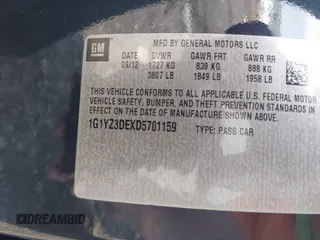 GM
MFD BY GENERAL MOTORS LLC
DATE GVWR GAWR FRT GAWR RR
09/12 1727 KG 839 KG 888 KG
3807 LB 1849 LB 1958 LB
THIS VEHICLE CONFORMS TO ALL APPLICABLE U.S. FEDERAL MOTOR
VEHICLE SAFETY, BUMPER, AND THEFT PREVENTION STANDARDS
IN EFFECT ON THE DATE OF MANUFACTURE SHOWN ABOVE.
1G1YZ3DEXD5701159 TYPE: PASS CAR
DREAMBID